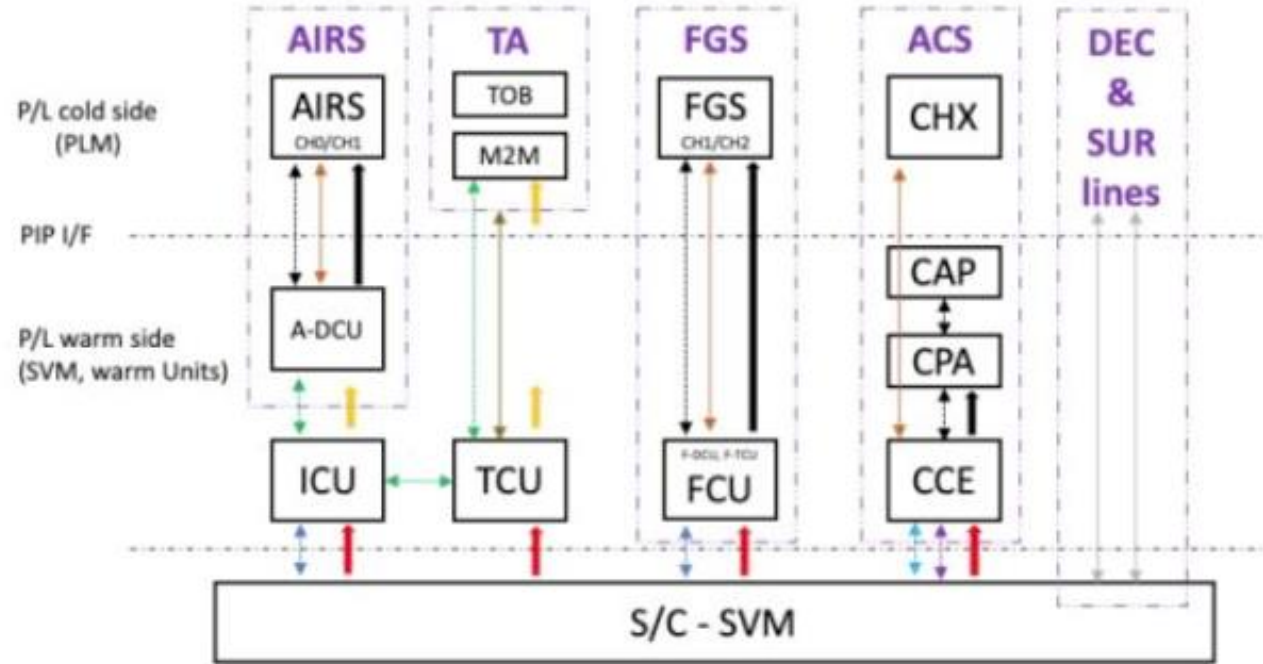 AIRS
TA
FGS
ACS
DEC
&
SUR
lines
P/L cold side
(PLM)
AIRS
CH0/CH1
TOB
M2M
FGS
CH1/CH2
CHX
PIP I/F
P/L warm side
(SVM, warm Units)
A-DCU
CAP
CPA
ICU
TCU
F-DCU, F-TCU
FCU
CCE
S/C - SVM